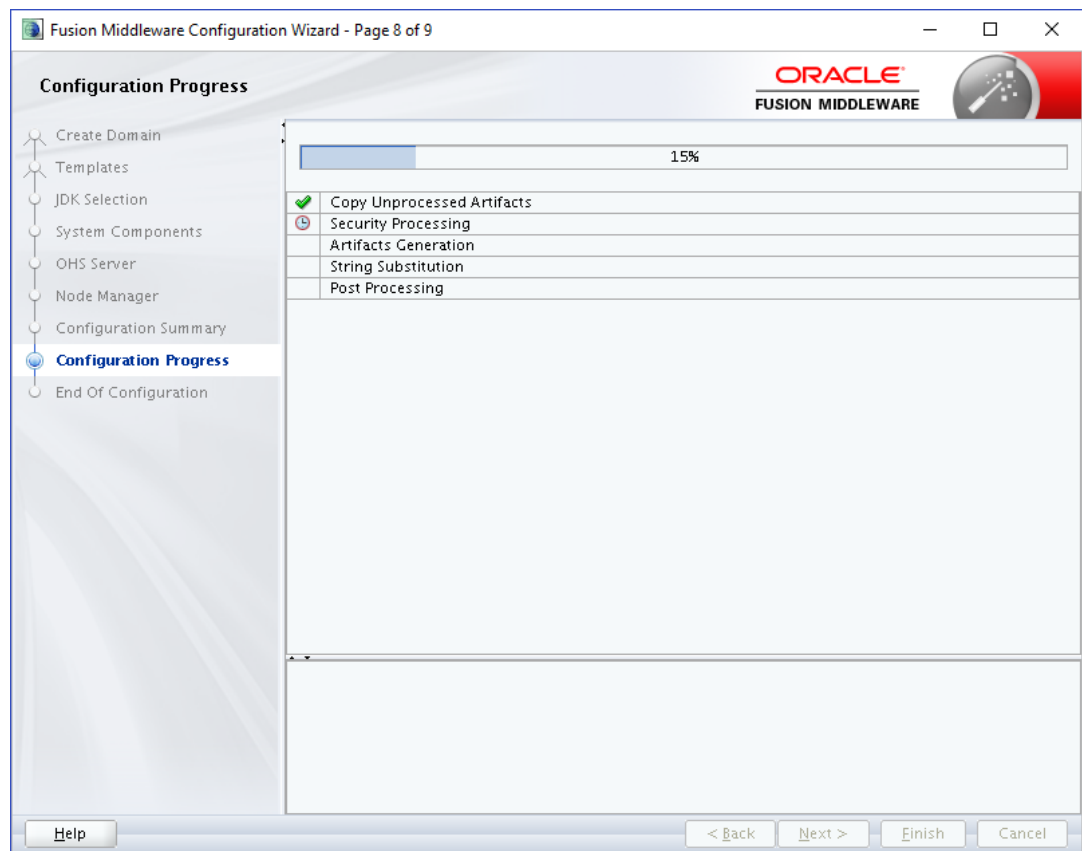 Fusion Middleware Configuration Wizard - Page 8 of 9
Configuration Progress
ORACLE
FUSION MIDDLEWARE
Create Domain
Templates
JDK Selection
System Components
OHS Server
Node Manager
Configuration Summary
Configuration Progress
End Of Configuration
15%
Copy Unprocessed Artifacts
Security Processing
Artifacts Generation
String Substitution
Post Processing
Help
< Back
Next >
Finish
Cancel